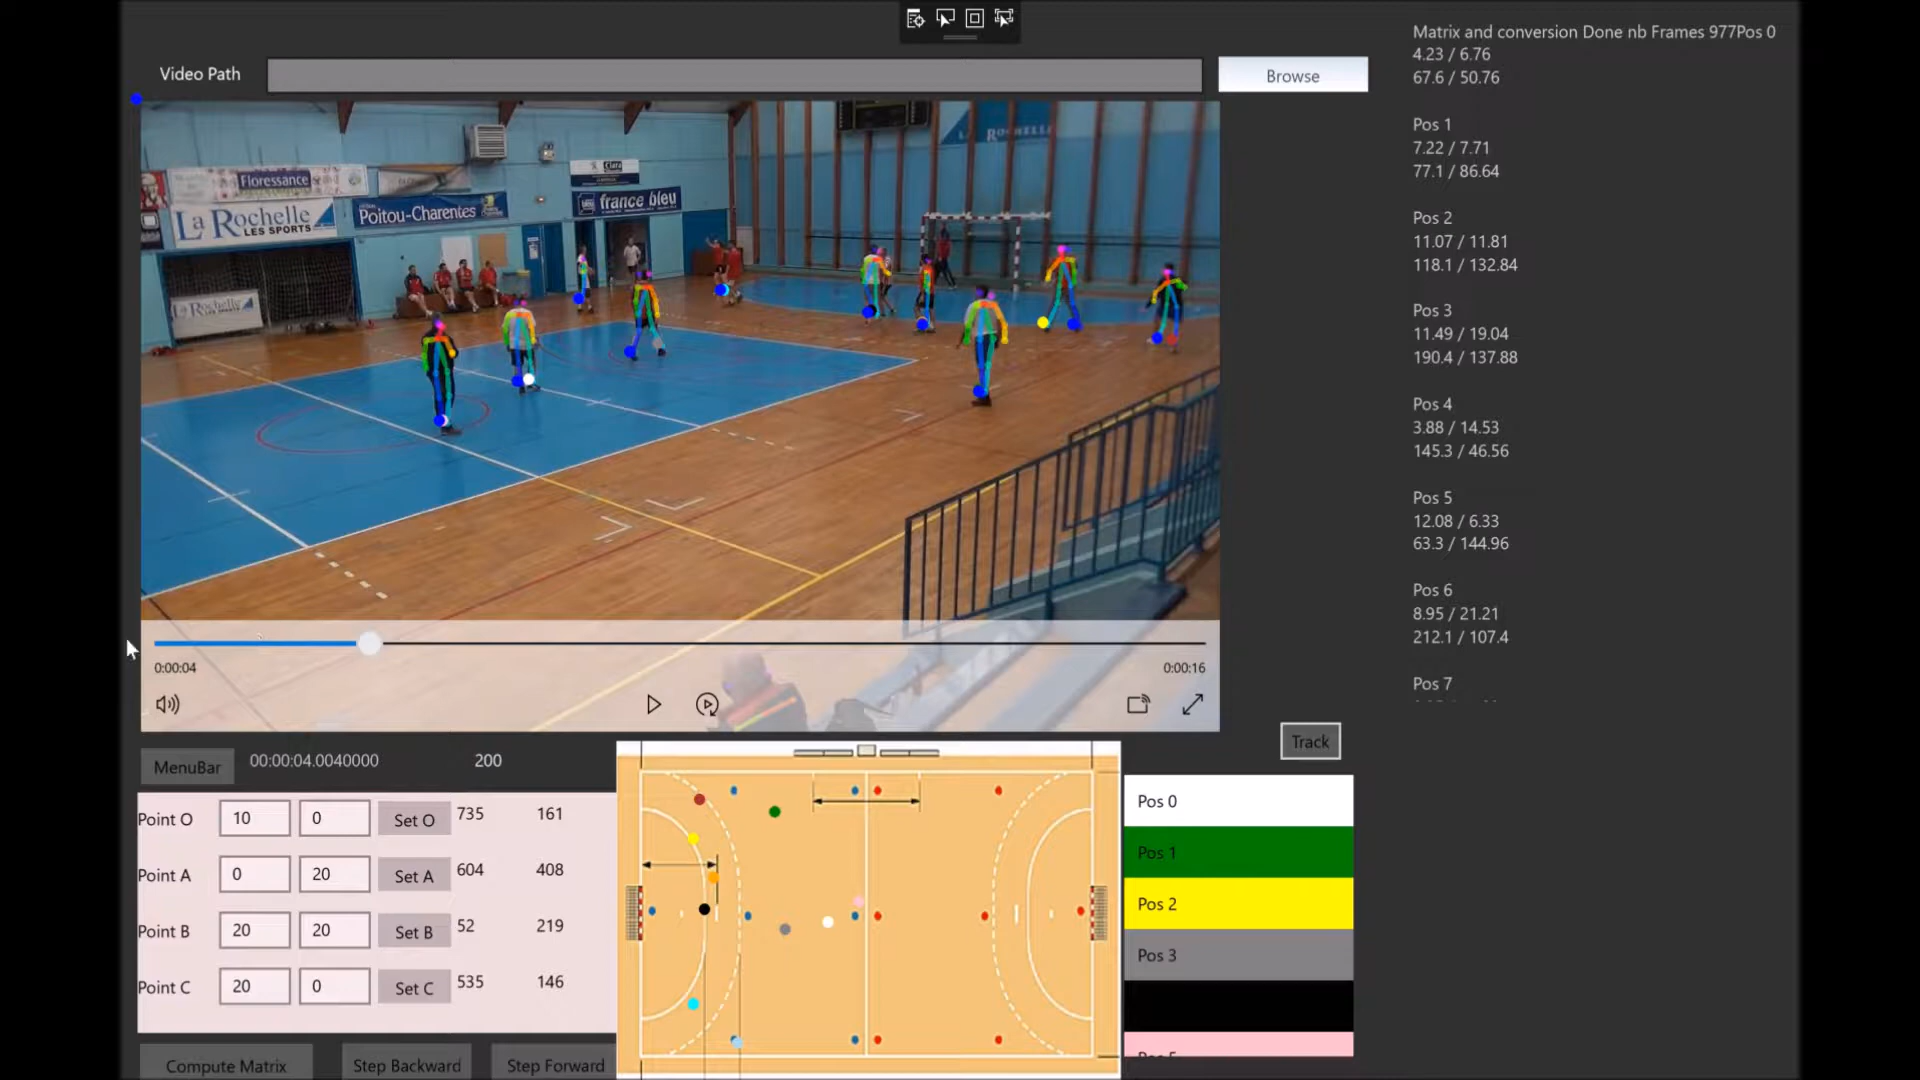 Video Path
Browse
Matrix and conversion Done nb Frames 977Pos 0
4.23 / 6.76
67.6 / 50.76
Pos 1
7.22 / 7.71
77.1 / 86.64
Pos 2
11.07 / 11.81
118.1 / 132.84
Pos 3
11.49 / 19.04
190.4 / 137.88
Pos 4
3.88 / 14.53
145.3 / 46.56
Pos 5
12.08 / 6.33
63.3 / 144.96
Pos 6
8.95 / 21.21
212.1 / 107.4
Pos 7
Floressance
La Rochelle
LES SPORTS
Poitou-Charentes
Clara
france bleu
La Rochelle
0:00:04
0:00:16
MenuBar
00:00:04.0040000
200
Track
Point O 10 0 Set O 735 161
Point A 0 20 Set A 604 408
Point B 20 20 Set B 52 219
Point C 20 0 Set C 535 146
Compute Matrix
Step Backward
Step Forward
Pos 0
Pos 1
Pos 2
Pos 3